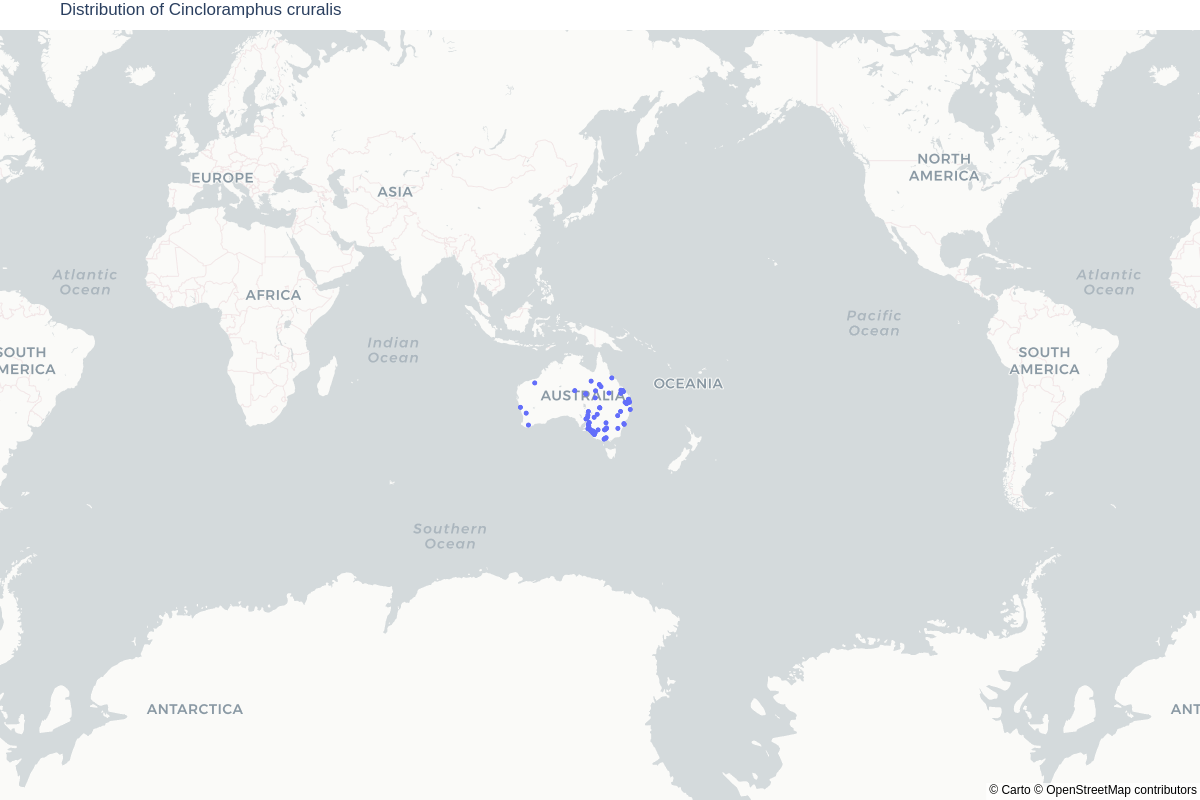 Distribution of Cincloramphus cruralis
NORTH
AMERICA
EUROPE
ASIA
Atlantic
Ocean
AFRICA
Atlantic
Ocean
Pacific
Ocean
Indian
Ocean
SOUTH
MERICA
SOUTH
AMERICA
OCEANIA
AUSTRALIA
Southern
Ocean
ANTARCTICA
ANT
© Carto © OpenStreetMap contributors